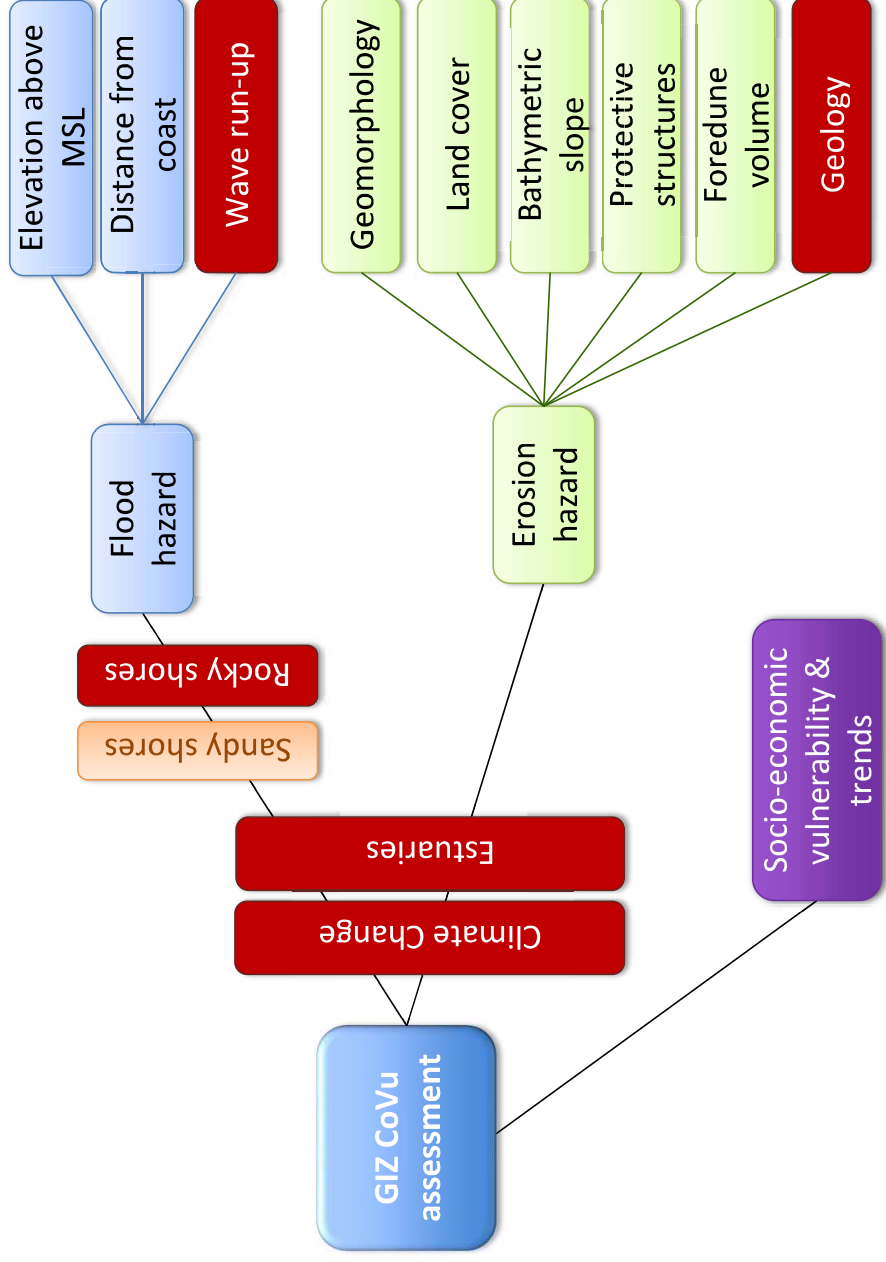 GIZ CoVu
assessment
Climate Change
Estuaries
Sandy shores
Rocky shores
Flood
hazard
Elevation above
MSL
Distance from
coast
Wave run-up
Erosion
hazard
Geomorphology
Land cover
Bathymetric
slope
Protective
structures
Foredune
volume
Geology
Socio-economic
vulnerability &
trends